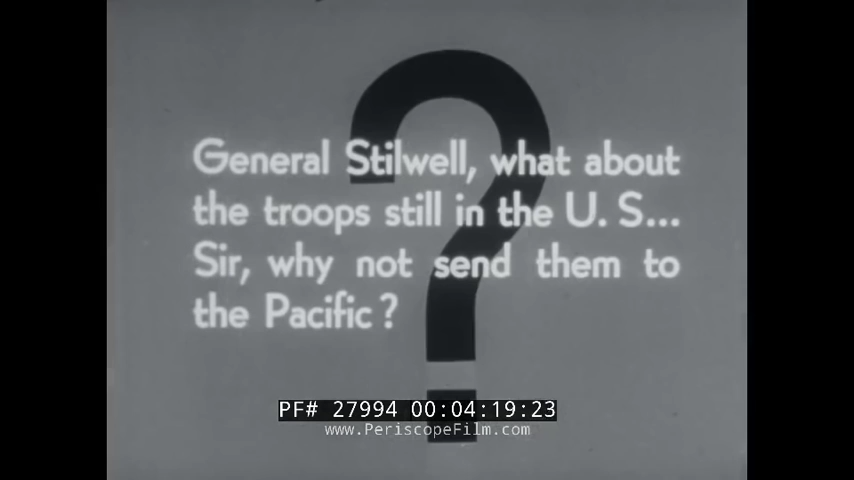 General Stilwell, what about
the troops still in the U. S...
Sir, why not send them to
the Pacific?
PF# 27994 00:04:19:23
www.PeriscopeFilm.com